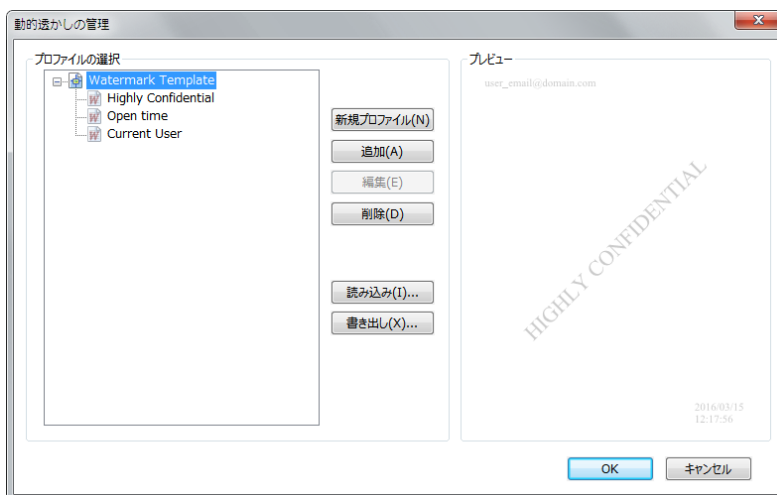 動的透かしの管理
プロファイルの選択
Watermark Template
Highly Confidential
Open time
Current User
新規プロファイル(N)
追加(A)
編集(E)
削除(D)
読み込み(I)...
書き出し(X)...
プレビュー
user_email@domain.com
HIGHLY CONFIDENTIAL
2016/03/15
12:17:56
OK
キャンセル